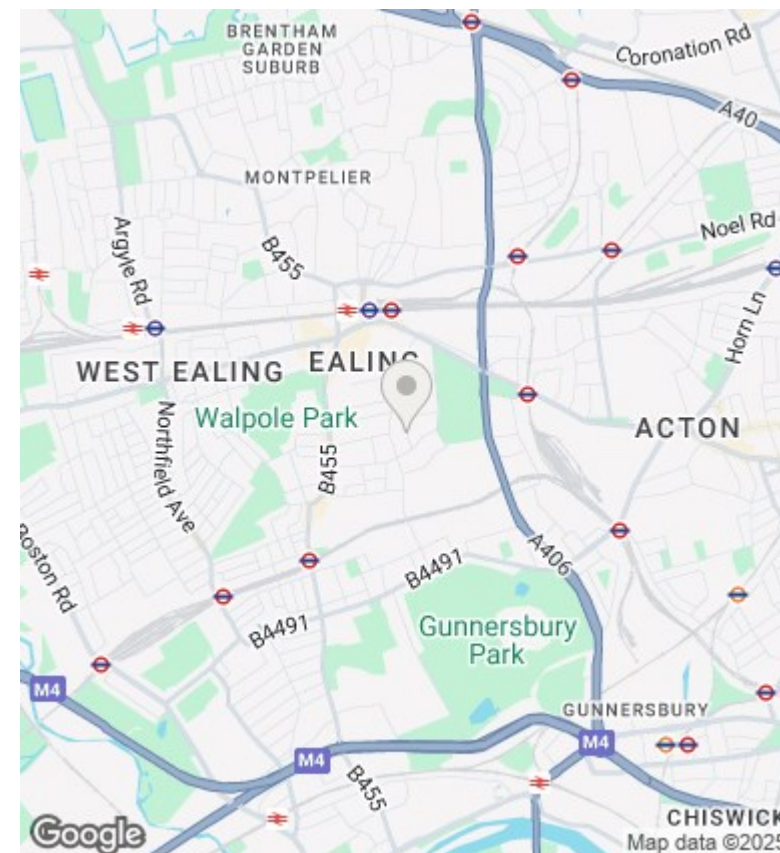 BRENTHAM
GARDEN
SUBURB
Coronation Rd
A40
MONTPELIER
Argyle Rd
B455
Noel Rd
Horn Ln
WEST EALING
EALING
Walpole Park
ACTON
Northfield Ave
B455
Boston Rd
B4491
A406
B4491
Gunnersbury
Park
M4
GUNNERSBURY
M4
M4
B455
CHISWICK
Google
Map data ©2025